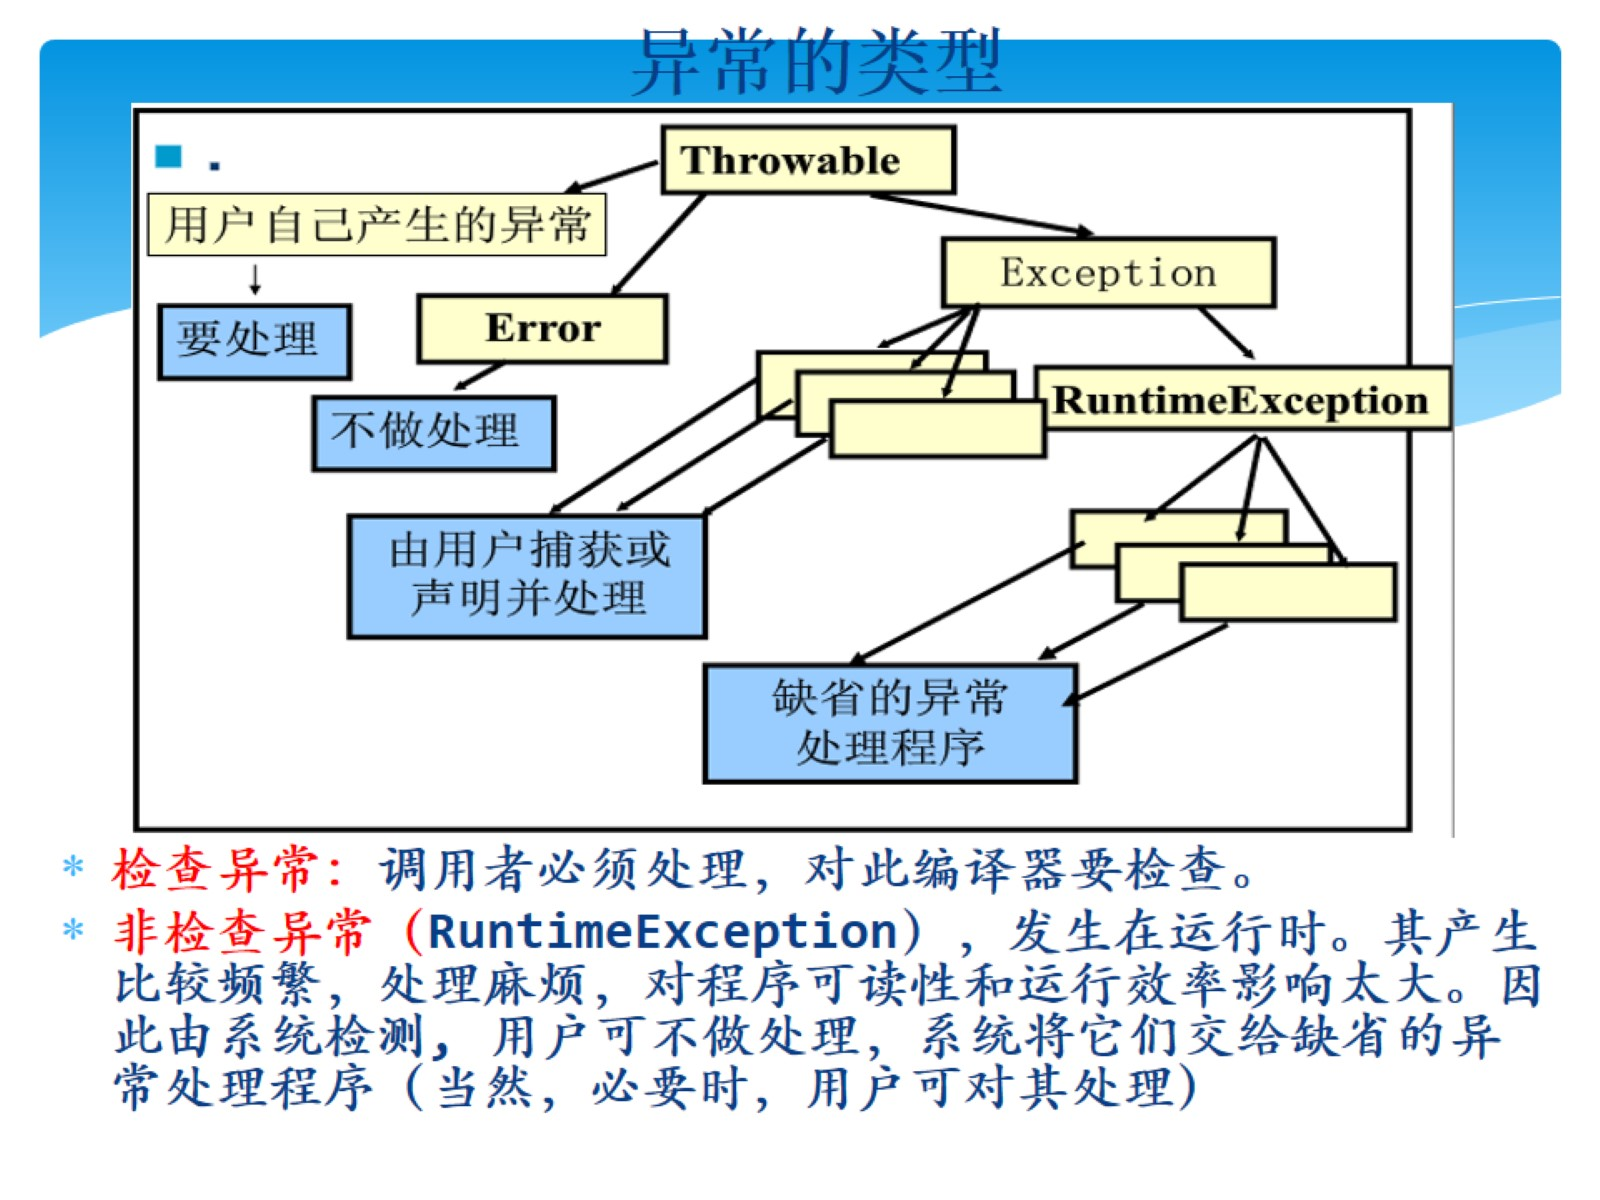 异常的类型
.
Throwable
用户自己产生的异常
Exception
要处理
Error
RuntimeException
不做处理
由用户捕获或
声明并处理
缺省的异常
处理程序
* 检查异常：调用者必须处理，对此编译器要检查。
* 非检查异常（RuntimeException），发生在运行时。其产生
比较频繁，处理麻烦，对程序可读性和运行效率影响太大。因
此由系统检测，用户可不做处理，系统将它们交给缺省的异
常处理程序（当然，必要时，用户可对其处理）